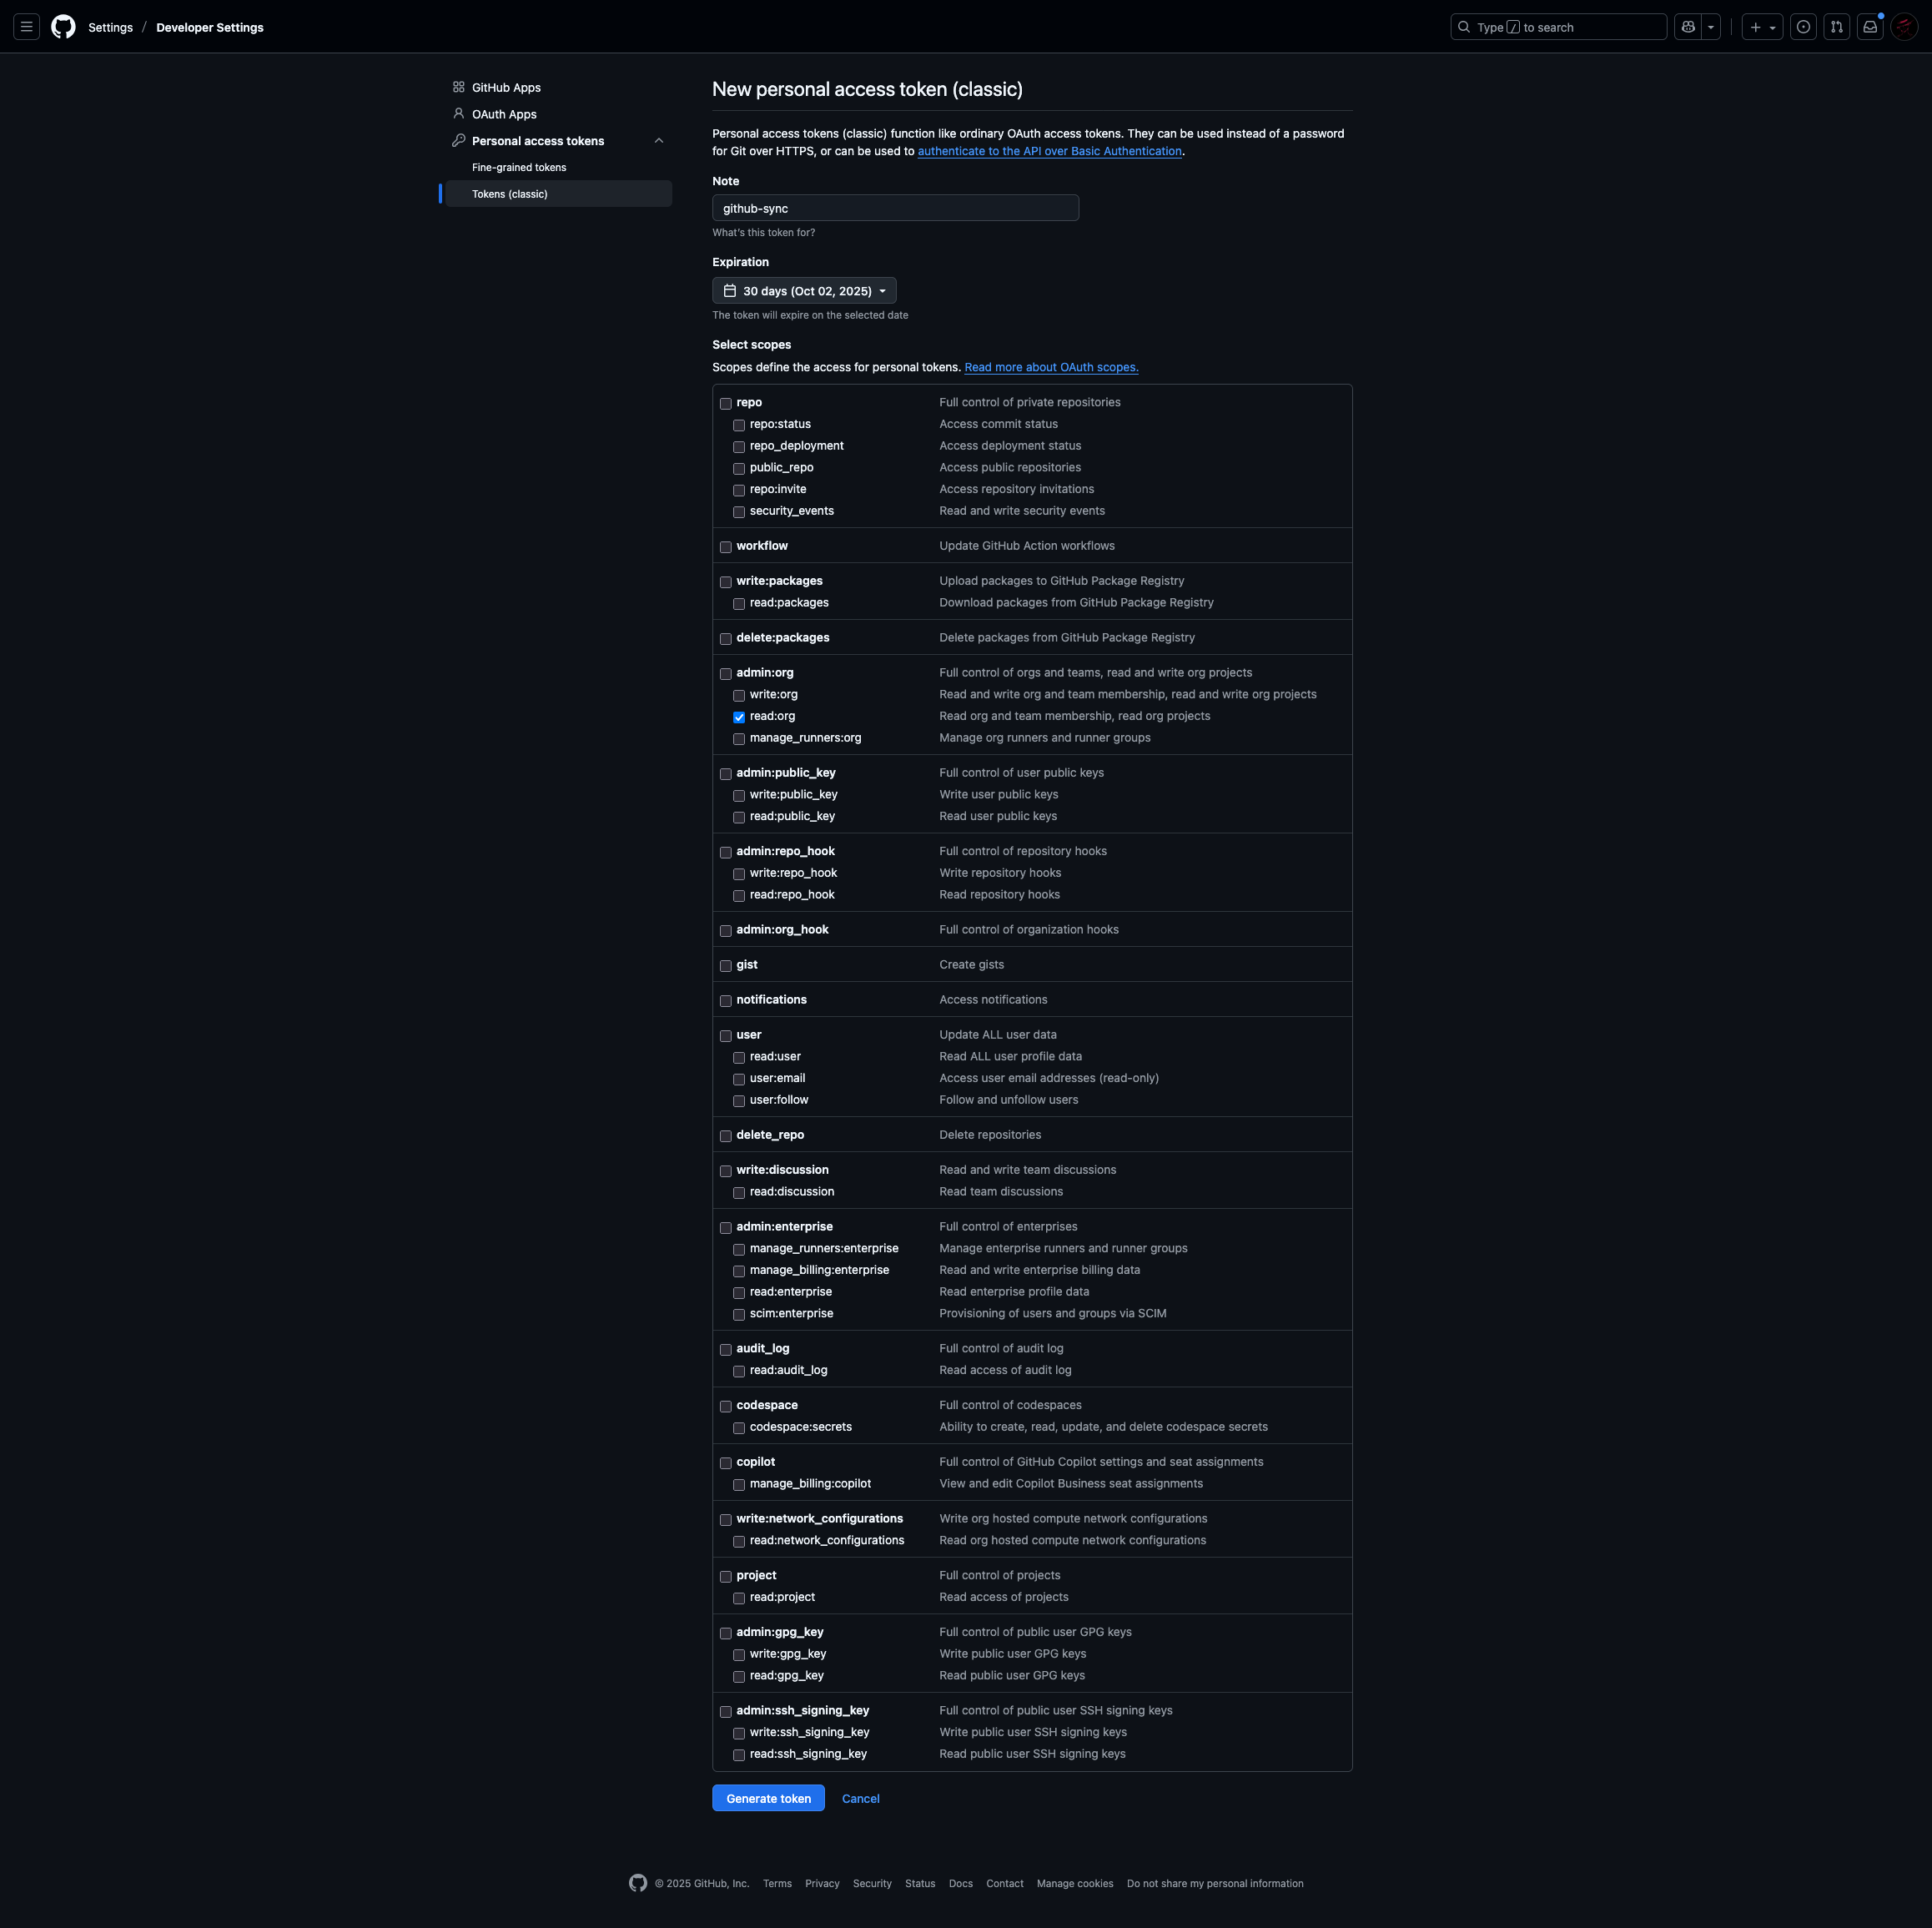 Settings / Developer Settings
Type / to search
GitHub Apps
OAuth Apps
Personal access tokens
Fine-grained tokens
Tokens (classic)
New personal access token (classic)
Personal access tokens (classic) function like ordinary OAuth access tokens. They can be used instead of a password
for Git over HTTPS, or can be used to authenticate to the API over Basic Authentication.
Note
github-sync
What's this token for?
Expiration
30 days (Oct 02, 2025)
The token will expire on the selected date
Select scopes
Scopes define the access for personal tokens. Read more about OAuth scopes.
repo Full control of private repositories
repo:status Access commit status
repo_deployment Access deployment status
public_repo Access public repositories
repo:invite Access repository invitations
security_events Read and write security events
workflow Update GitHub Action workflows
write:packages Upload packages to GitHub Package Registry
read:packages Download packages from GitHub Package Registry
delete:packages Delete packages from GitHub Package Registry
admin:org Full control of orgs and teams, read and write org projects
write:org Read and write org and team membership, read and write org projects
read:org Read org and team membership, read org projects
manage_runners:org Manage org runners and runner groups
admin:public_key Full control of user public keys
write:public_key Write user public keys
read:public_key Read user public keys
admin:repo_hook Full control of repository hooks
write:repo_hook Write repository hooks
read:repo_hook Read repository hooks
admin:org_hook Full control of organization hooks
gist Create gists
notifications Access notifications
user Update ALL user data
read:user Read ALL user profile data
user:email Access user email addresses (read-only)
user:follow Follow and unfollow users
delete_repo Delete repositories
write:discussion Read and write team discussions
read:discussion Read team discussions
admin:enterprise Full control of enterprises
manage_runners:enterprise Manage enterprise runners and runner groups
manage_billing:enterprise Read and write enterprise billing data
read:enterprise Read enterprise profile data
scim:enterprise Provisioning of users and groups via SCIM
audit_log Full control of audit log
read:audit_log Read access of audit log
codespace Full control of codespaces
codespace:secrets Ability to create, read, update, and delete codespace secrets
copilot Full control of GitHub Copilot settings and seat assignments
manage_billing:copilot View and edit Copilot Business seat assignments
write:network_configurations Write org hosted compute network configurations
read:network_configurations Read org hosted compute network configurations
project Full control of projects
read:project Read access of projects
admin:gpg_key Full control of public user GPG keys
write:gpg_key Write public user GPG keys
read:gpg_key Read public user GPG keys
admin:ssh_signing_key Full control of public user SSH signing keys
write:ssh_signing_key Write public user SSH signing keys
read:ssh_signing_key Read public user SSH signing keys
Generate token Cancel
© 2025 GitHub, Inc. Terms Privacy Security Status Docs Contact Manage cookies Do not share my personal information